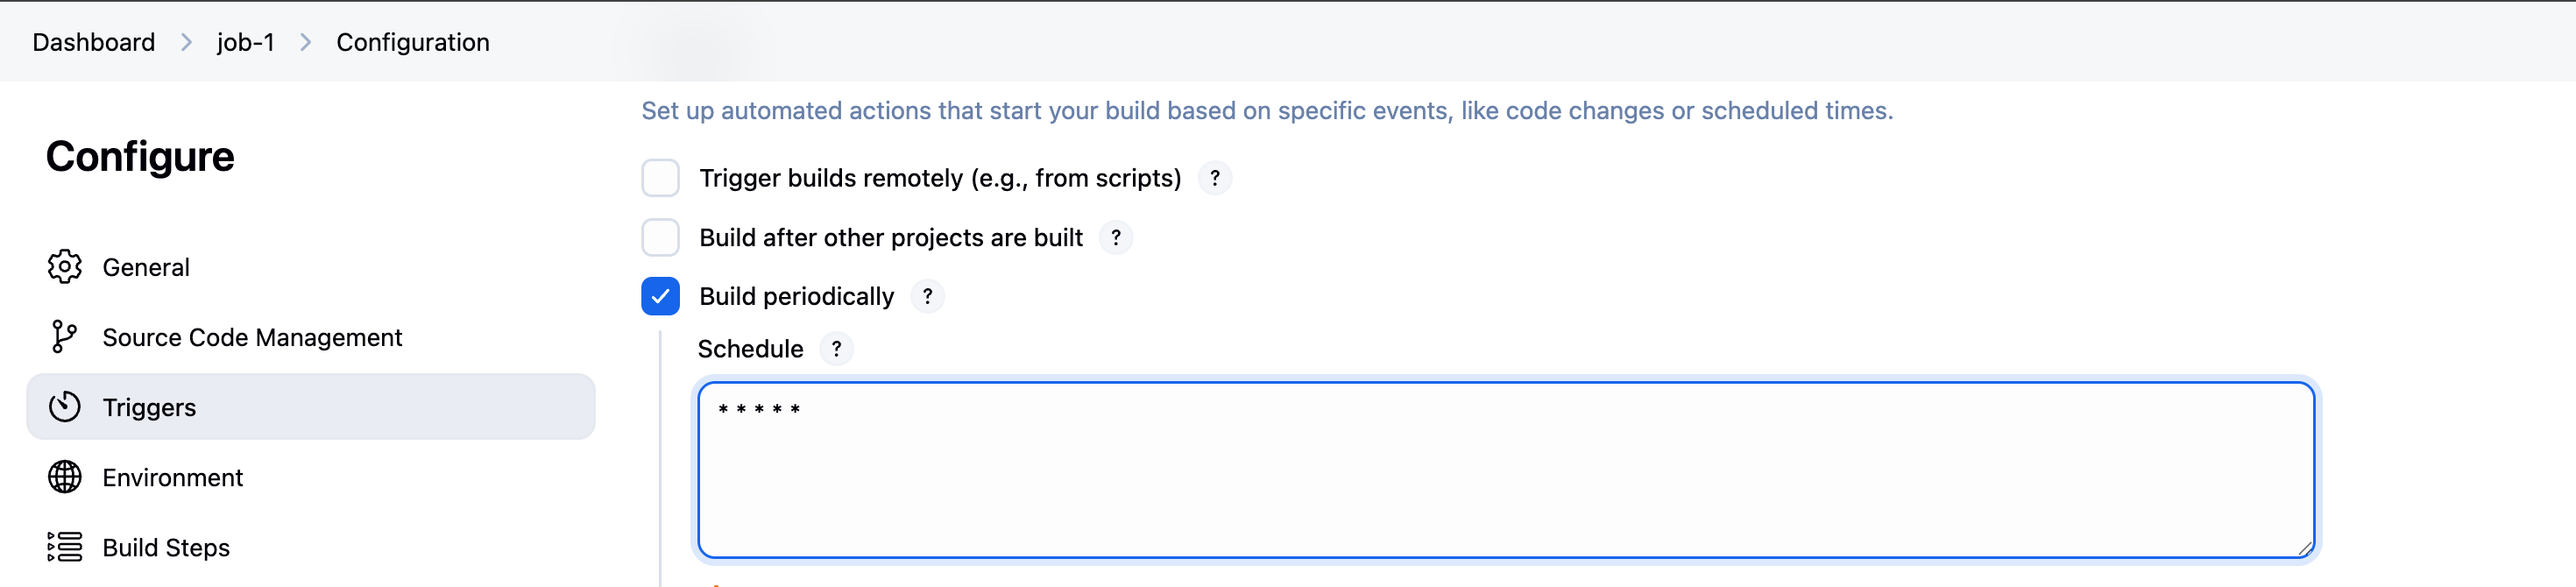 Dashboard > job-1 > Configuration
Configure
General
Source Code Management
Triggers
Environment
Build Steps
Set up automated actions that start your build based on specific events, like code changes or scheduled times.
Trigger builds remotely (e.g., from scripts) ?
Build after other projects are built ?
Build periodically ?
Schedule ?
* * * * *